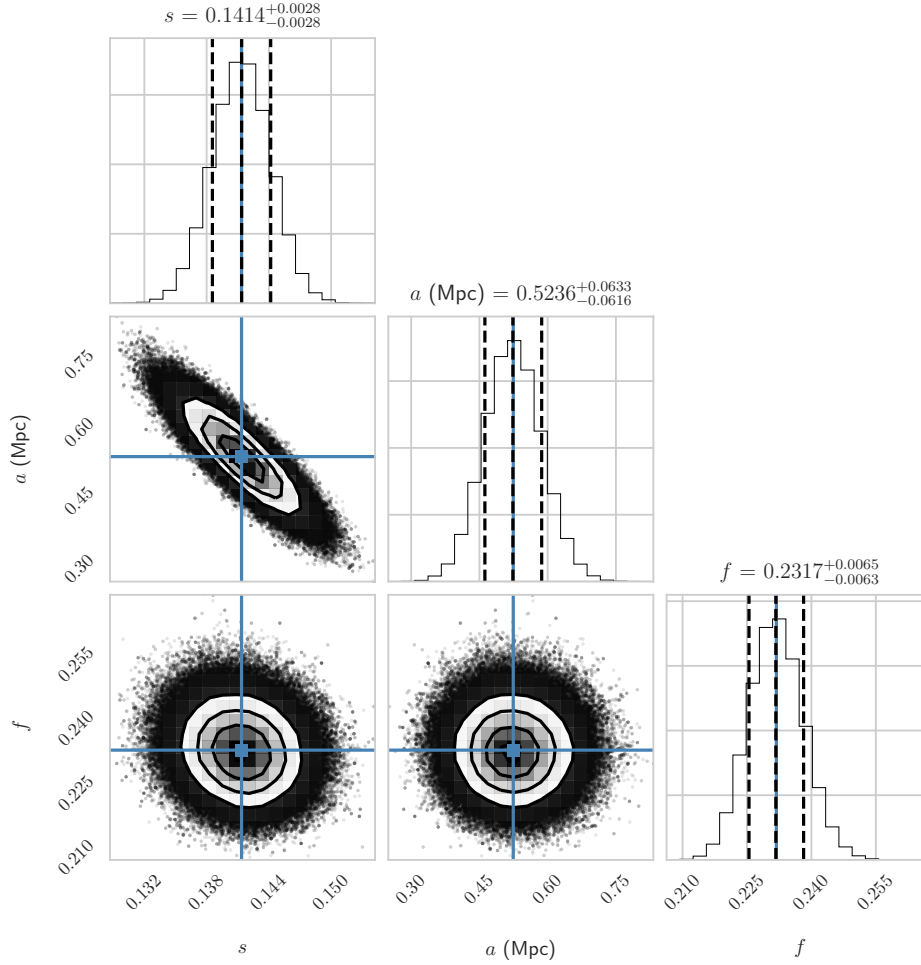 s = 0.1414^{+0.0028}_{-0.0028}
a (Mpc) = 0.5236^{+0.0633}_{-0.0616}
0.75
0.60
0.45
0.30
a (Mpc)
f = 0.2317^{+0.0065}_{-0.0063}
0.255
0.240
0.225
0.210
f
0.132 0.138 0.144 0.150 0.30 0.45 0.60 0.75 0.210 0.225 0.240 0.255
s a (Mpc) f